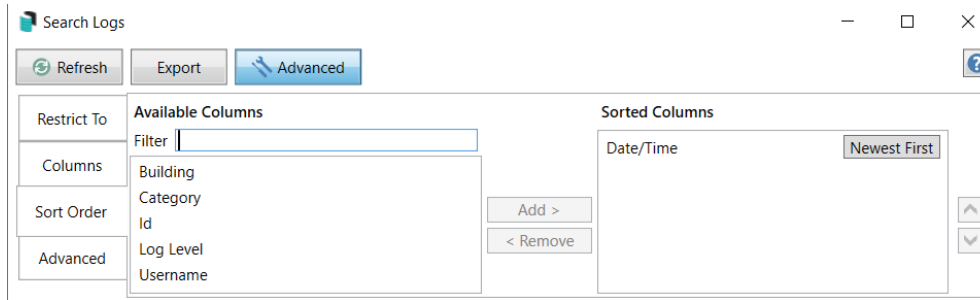 Search Logs
Refresh
Export
Advanced
Restrict To
Columns
Sort Order
Advanced
Available Columns
Filter
Building
Category
Id
Log Level
Username
Add >
< Remove
Sorted Columns
Date/Time
Newest First
?